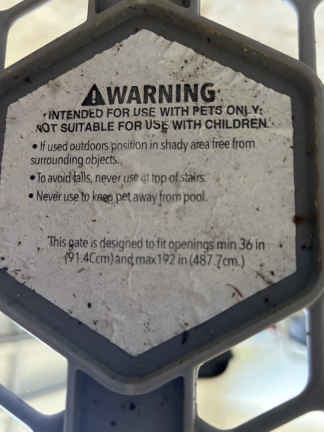 ⚠WARNING
• INTENDED FOR USE WITH PETS ONLY:
NOT SUITABLE FOR USE WITH CHILDREN.
• If used outdoors position in shady area free from
surrounding objects.
• To avoid falls, never use at top of stairs.
• Never use to keep pet away from pool.
This gate is designed to fit openings min 36 in
(91.4Ccm) and max192 in (487.7cm.)